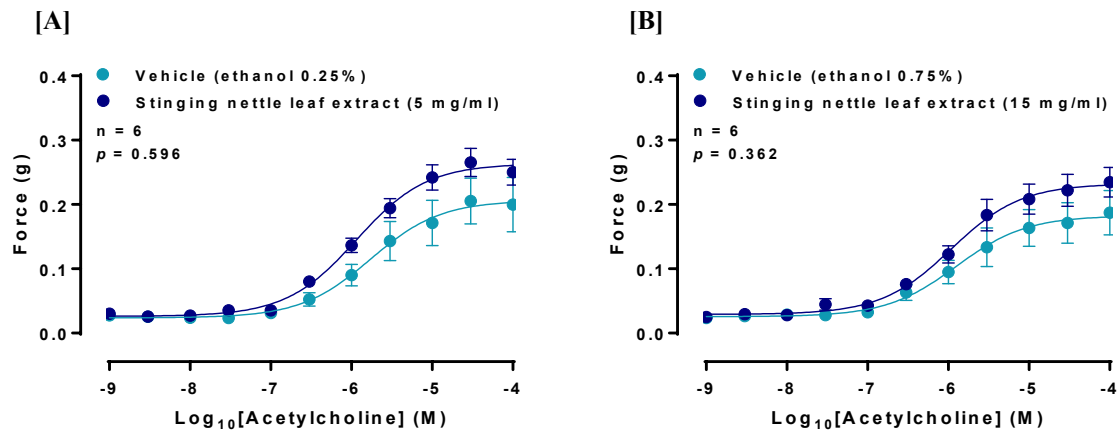 [A]
0.4
0.3
0.2
0.1
0.0
Force (g)
Vehicle (ethanol 0.25%)
Stinging nettle leaf extract (5 mg/ml)
n = 6
p = 0.596
-9 -8 -7 -6 -5 -4
Log10[Acetylcholine] (M)
[B]
0.4
0.3
0.2
0.1
0.0
Force (g)
Vehicle (ethanol 0.75%)
Stinging nettle leaf extract (15 mg/ml)
n = 6
p = 0.362
-9 -8 -7 -6 -5 -4
Log10[Acetylcholine] (M)